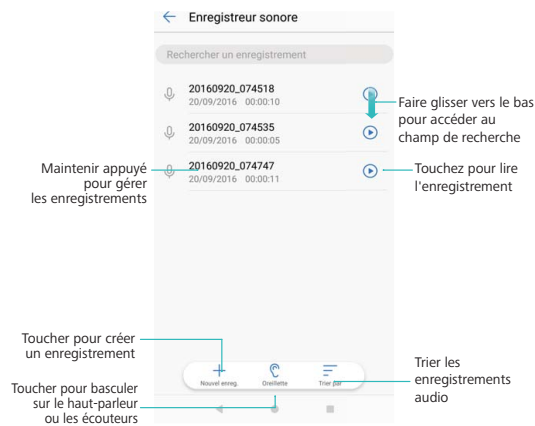 Enregistreur sonore
Rechercher un enregistrement
20160920_074518
20/09/2016 00:00:10
Faire glisser vers le bas
pour accéder au
champ de recherche
20160920_074535
20/09/2016 00:00:05
Maintenir appuyé
pour gérer
les enregistrements
20160920_074747
20/09/2016 00:00:11
Touchez pour lire
l'enregistrement
Toucher pour créer
un enregistrement
Nouvel enreg.
Oreillette
Trier par
Trier les
enregistrements
audio
Toucher pour basculer
sur le haut-parleur
ou les écouteurs